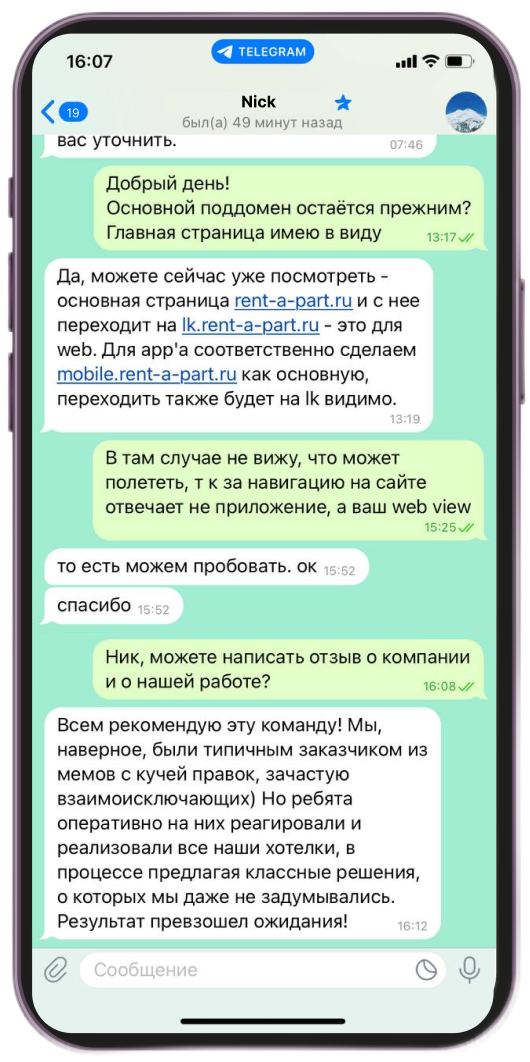 16:07
TELEGRAM
19
Nick
был(а) 49 минут назад
вас уточнить.
07:46
Добрый день!
Основной поддомен остаётся прежним?
Главная страница имею в виду
13:17
Да, можете сейчас уже посмотреть -
основная страница rent-a-part.ru и с нее
переходит на lk.rent-a-part.ru - это для
web. Для app'а соответственно сделаем
mobile.rent-a-part.ru как основную,
переходить также будет на lk видимо.
13:19
В там случае не вижу, что может
полететь, т к за навигацию на сайте
отвечает не приложение, а ваш web view
15:25
то есть можем пробовать. ок 15:52
спасибо 15:52
Ник, можете написать отзыв о компании
и о нашей работе?
16:08
Всем рекомендую эту команду! Мы,
наверное, были типичным заказчиком из
мемов с кучей правок, зачастую
взаимоисключающих) Но ребята
оперативно на них реагировали и
реализовали все наши хотелки, в
процессе предлагая классные решения,
о которых мы даже не задумывались.
Результат превзошел ожидания!
16:12
Сообщение